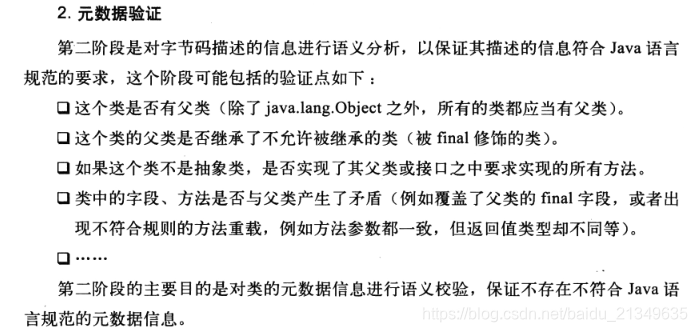 2. 元数据验证
第二阶段是对字节码描述的信息进行语义分析，以保证其描述的信息符合 Java 语言
规范的要求，这个阶段可能包括的验证点如下：
❑ 这个类是否有父类（除了 java.lang.Object 之外，所有的类都应当有父类）。
❑ 这个类的父类是否继承了不允许被继承的类（被 final 修饰的类）。
❑ 如果这个类不是抽象类，是否实现了其父类或接口之中要求实现的所有方法。
❑ 类中的字段、方法是否与父类产生了矛盾（例如覆盖了父类的 final 字段，或者出
现不符合规则的方法重载，例如方法参数都一致，但返回值类型却不同等）。
❑ ……
第二阶段的主要目的是对类的元数据信息进行语义校验，保证不存在不符合 Java 语
言规范的元数据信息。
https://blog.csdn.net/baidu_21349635